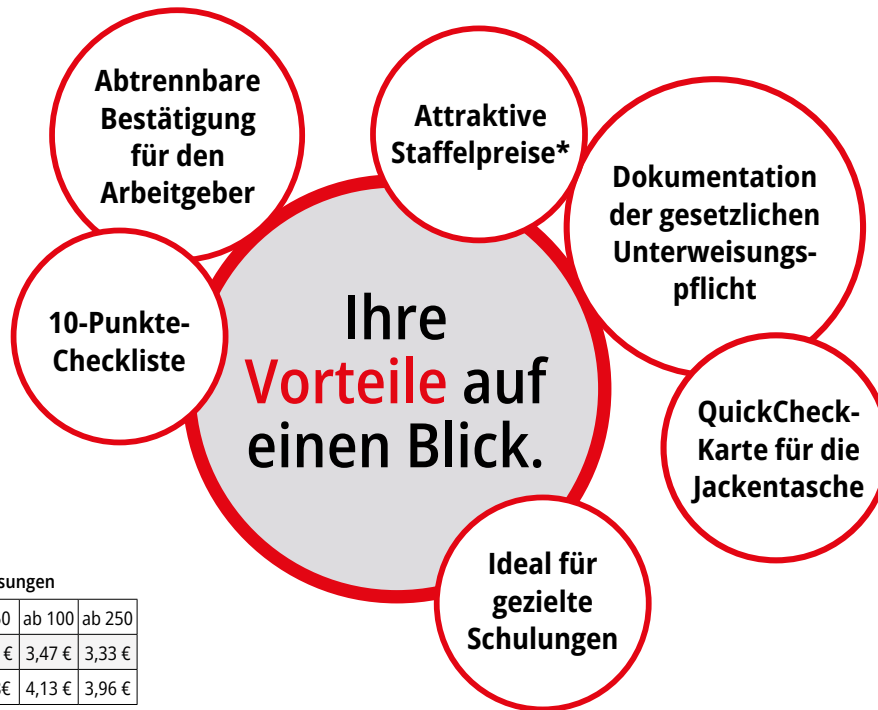 Abtrennbare
Bestätigung
für den
Arbeitgeber
Attraktive
Staffelpreise*
Dokumentation
der gesetzlichen
Unterweisungs-
pflicht
10-Punkte-
Checkliste
Ihre
Vorteile auf
einen Blick.
QuickCheck-
Karte für die
Jackentasche
Ideal für
gezielte
Schulungen
ab 100 ab 250
€ 3,47 € 3,33 €
€ 4,13 € 3,96 €